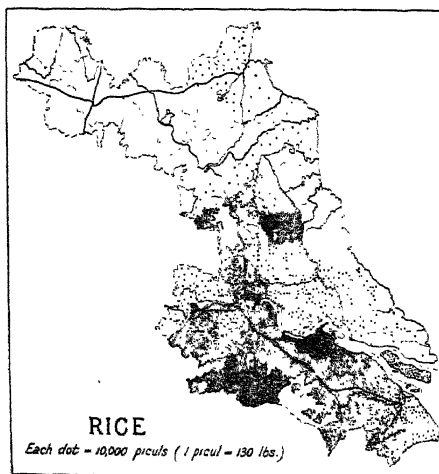 RICE
Each dot = 10,000 piculs ( 1 picul = 130 lbs.)